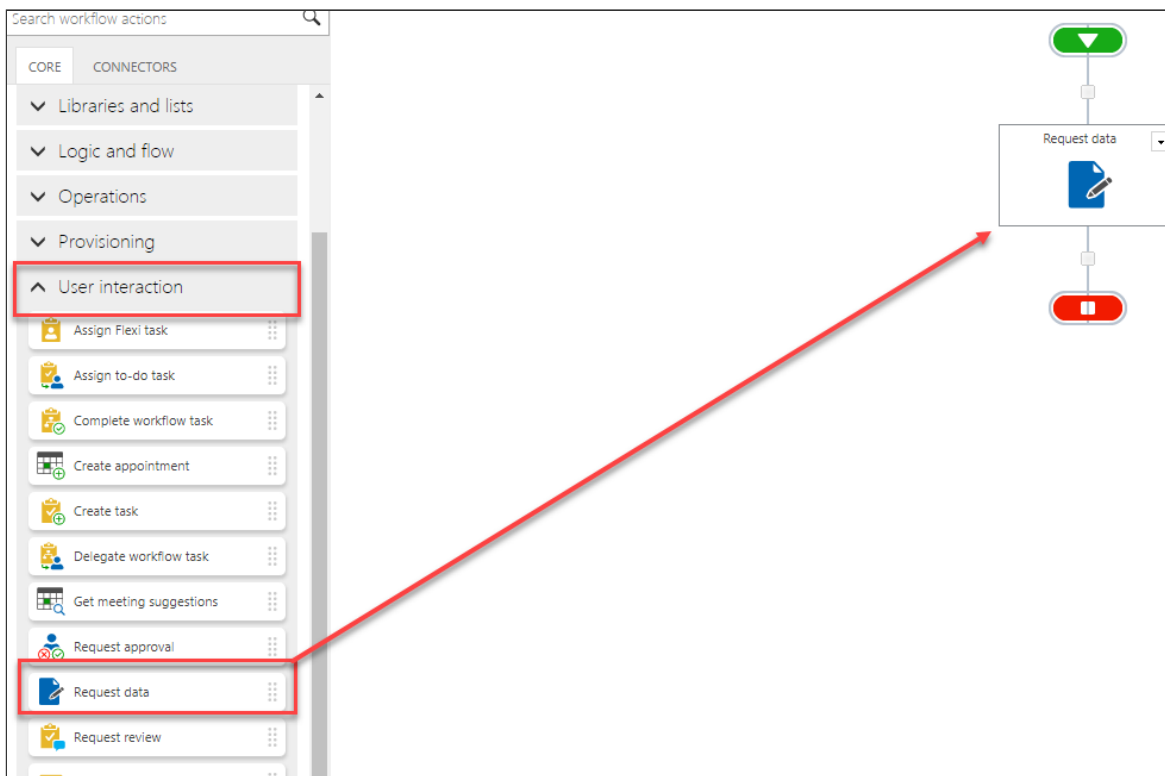 Search workflow actions
CORE CONNECTORS
Libraries and lists
Logic and flow
Operations
Provisioning
User interaction
Assign Flexi task
Assign to-do task
Complete workflow task
Create appointment
Create task
Delegate workflow task
Get meeting suggestions
Request approval
Request data
Request review
Request data